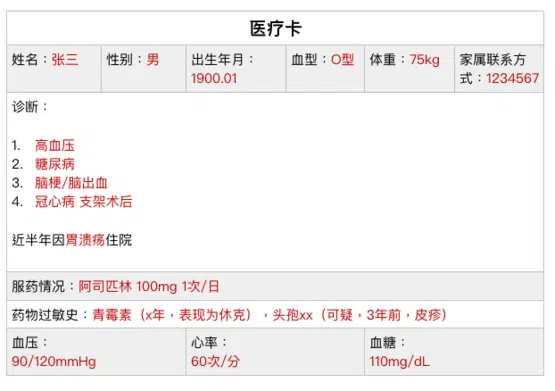 医疗卡
姓名：张三
性别：男
出生年月：
1900.01
血型：O型
体重：75kg
家属联系方
式：1234567
诊断：
1. 高血压
2. 糖尿病
3. 脑梗/脑出血
4. 冠心病 支架术后
近半年因胃溃疡住院
服药情况：阿司匹林 100mg 1次/日
药物过敏史：青霉素（x年，表现为休克），头孢xx（可疑，3年前，皮疹）
血压：
90/120mmHg
心率：
60次/分
血糖：
110mg/dL